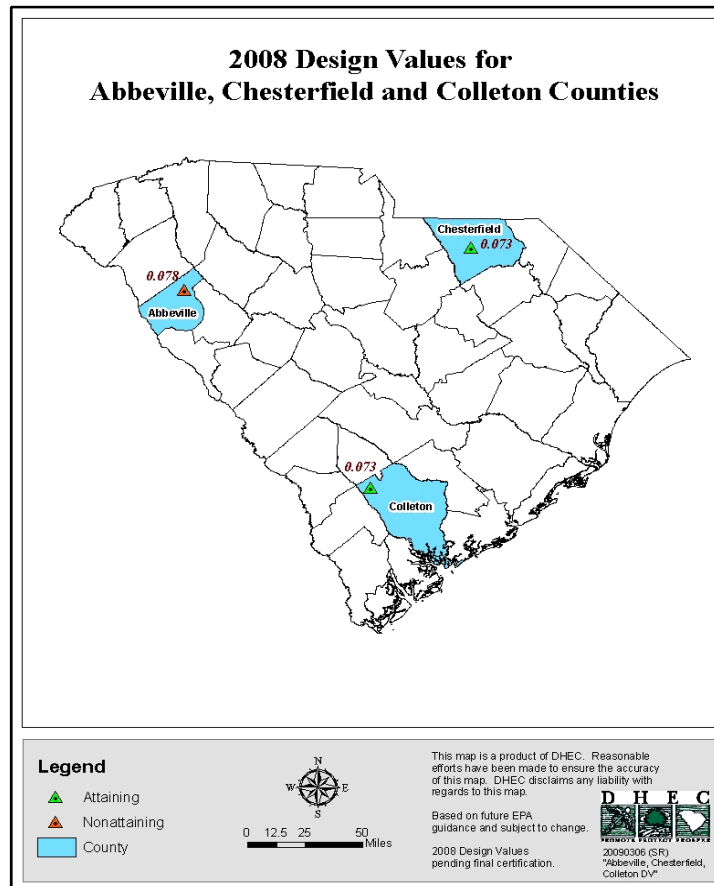 2008 Design Values for
Abbeville, Chesterfield and Colleton Counties
Chesterfield
0.073
0.078
Abbeville
0.073
Colleton
Legend
Attaining
Nonattaining
County
N
W E
S
0 12.5 25 50
Miles
This map is a product of DHEC. Reasonable
efforts have been made to ensure the accuracy
of this map. DHEC disclaims any liability with
regards to this map.
Based on future EPA
guidance and subject to change.
2008 Design Values
pending final certification.
D H E C
PROMOTE PROTECT PROSPER
20090306 (SR)
"Abbeville, Chesterfield,
Colleton DV"